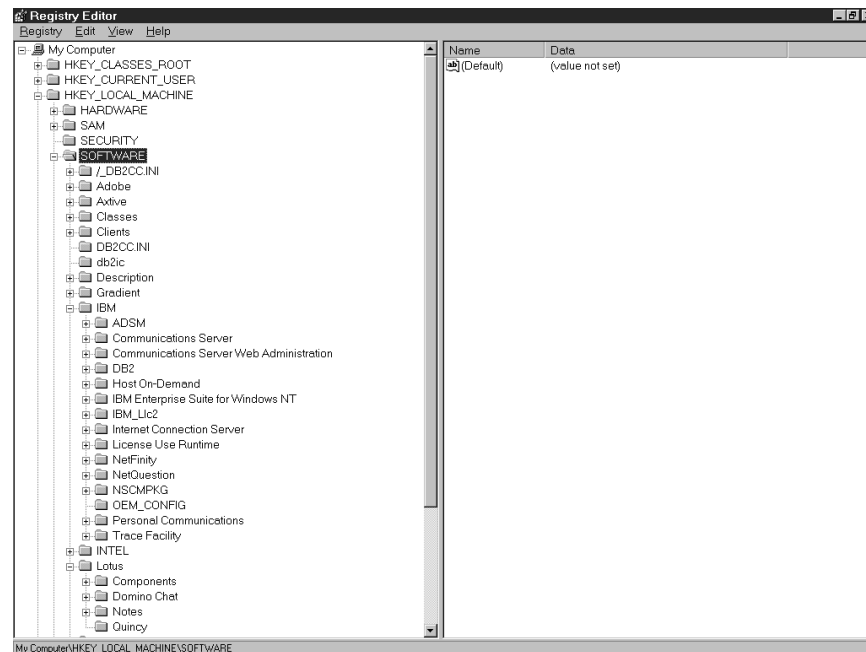 Registry Editor
Registry Edit View Help
My Computer
HKEY_CLASSES_ROOT
HKEY_CURRENT_USER
HKEY_LOCAL_MACHINE
HARDWARE
SAM
SECURITY
SOFTWARE
/_DB2CC.INI
Adobe
Axtive
Classes
Clients
DB2CC.INI
db2ic
Description
Gradient
IBM
ADSM
Communications Server
Communications Server Web Administration
DB2
Host On-Demand
IBM Enterprise Suite for Windows NT
IBM_Llc2
Internet Connection Server
License Use Runtime
NetFinity
NetQuestion
NSCMPKG
OEM_CONFIG
Personal Communications
Trace Facility
INTEL
Lotus
Components
Domino Chat
Notes
Quincy
Name Data
ab (Default) (value not set)
My Computer\HKEY_LOCAL_MACHINE\SOFTWARE